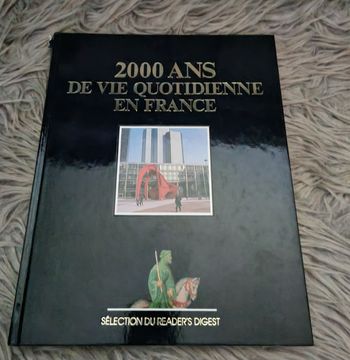 2000 ANS
DE VIE QUOTIDIENNE
EN FRANCE
SÉLECTION DU READER'S DIGEST